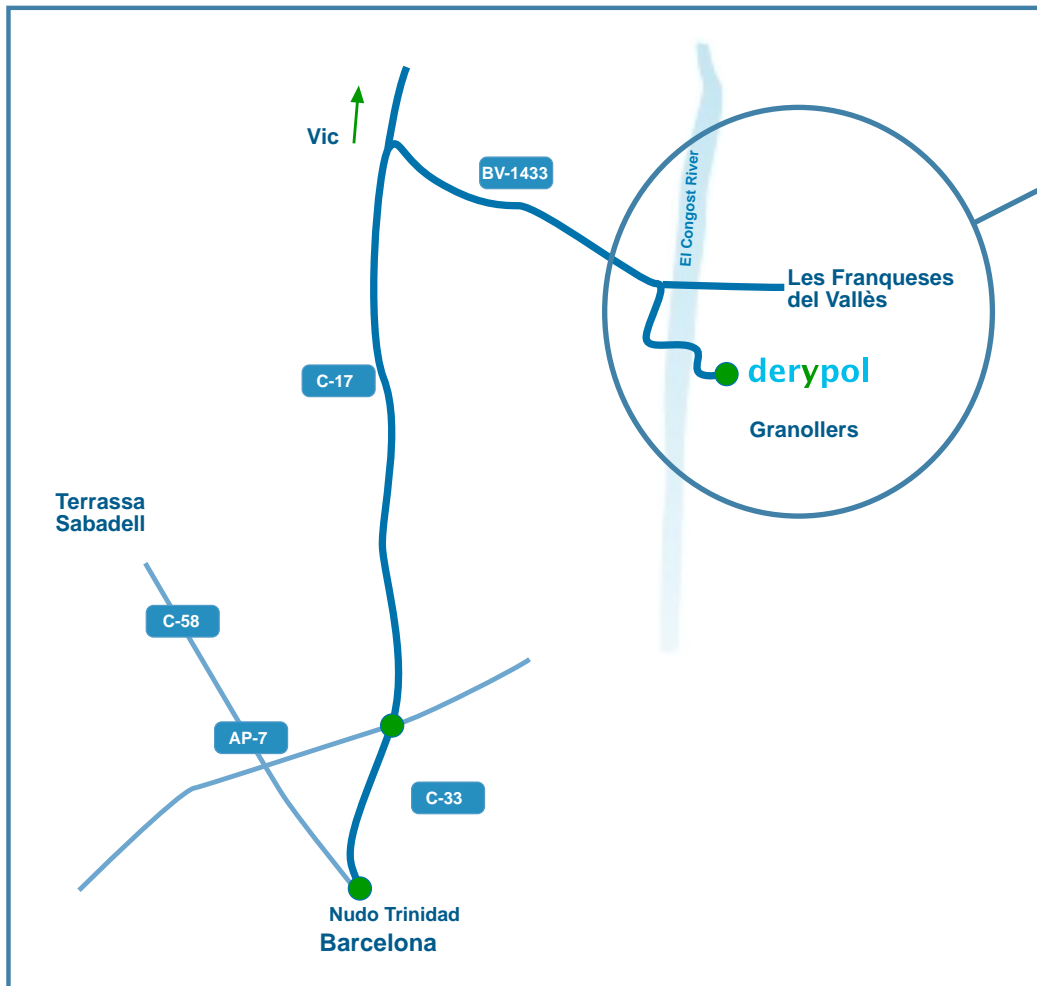 Vic
BV-1433
El Congost River
Les Franqueses
del Vallès
C-17
derypol
Granollers
Terrassa
Sabadell
C-58
AP-7
C-33
Nudo Trinidad
Barcelona